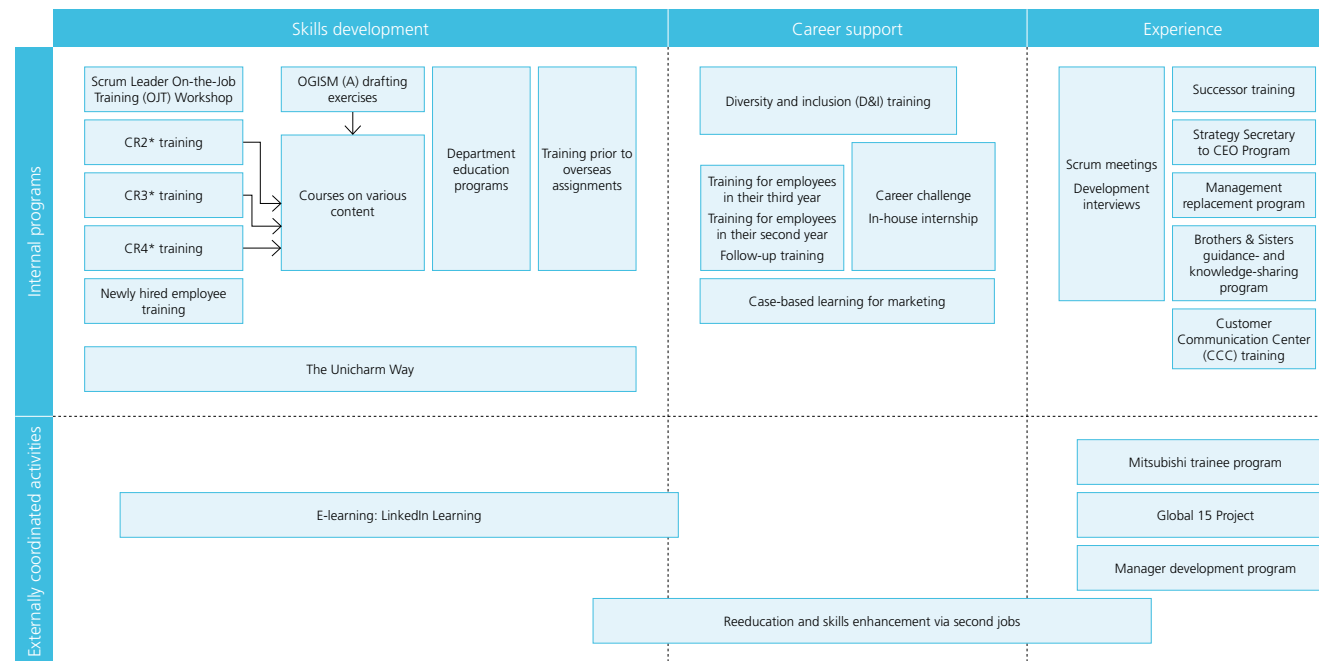 Skills development
Career support
Experience
Internal programs
Scrum Leader On-the-Job
Training (OJT) Workshop
CR2* training
CR3* training
CR4* training
Newly hired employee
training
OGISM (A) drafting
exercises
Courses on various
content
Department
education
programs
Training prior to
overseas
assignments
The Unicharm Way
Diversity and inclusion (D&I) training
Training for employees
in their third year
Training for employees
in their second year
Follow-up training
Career challenge
In-house internship
Case-based learning for marketing
Scrum meetings
Development
interviews
Successor training
Strategy Secretary
to CEO Program
Management
replacement program
Brothers & Sisters
guidance- and
knowledge-sharing
program
Customer
Communication Center
(CCC) training
Externally coordinated activities
E-learning: LinkedIn Learning
Mitsubishi trainee program
Global 15 Project
Manager development program
Reeducation and skills enhancement via second jobs